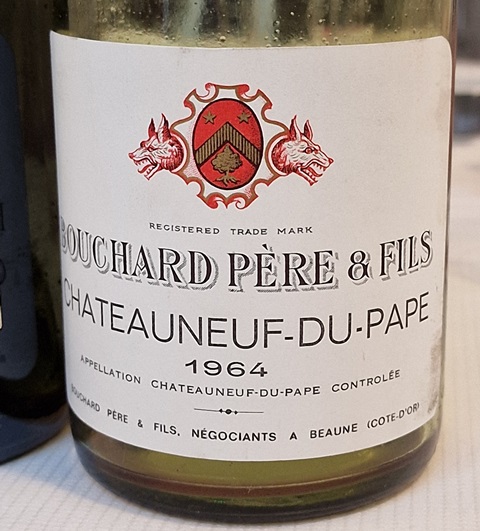 REGISTERED TRADE MARK
BOUCHARD PÈRE & FILS
CHATEAUNEUF-DU-PAPE
1964
APPELLATION CHATEAUNEUF-DU-PAPE CONTROLÉE
BOUCHARD PÈRE & FILS, NÉGOCIANTS A BEAUNE (COTE-D'OR)